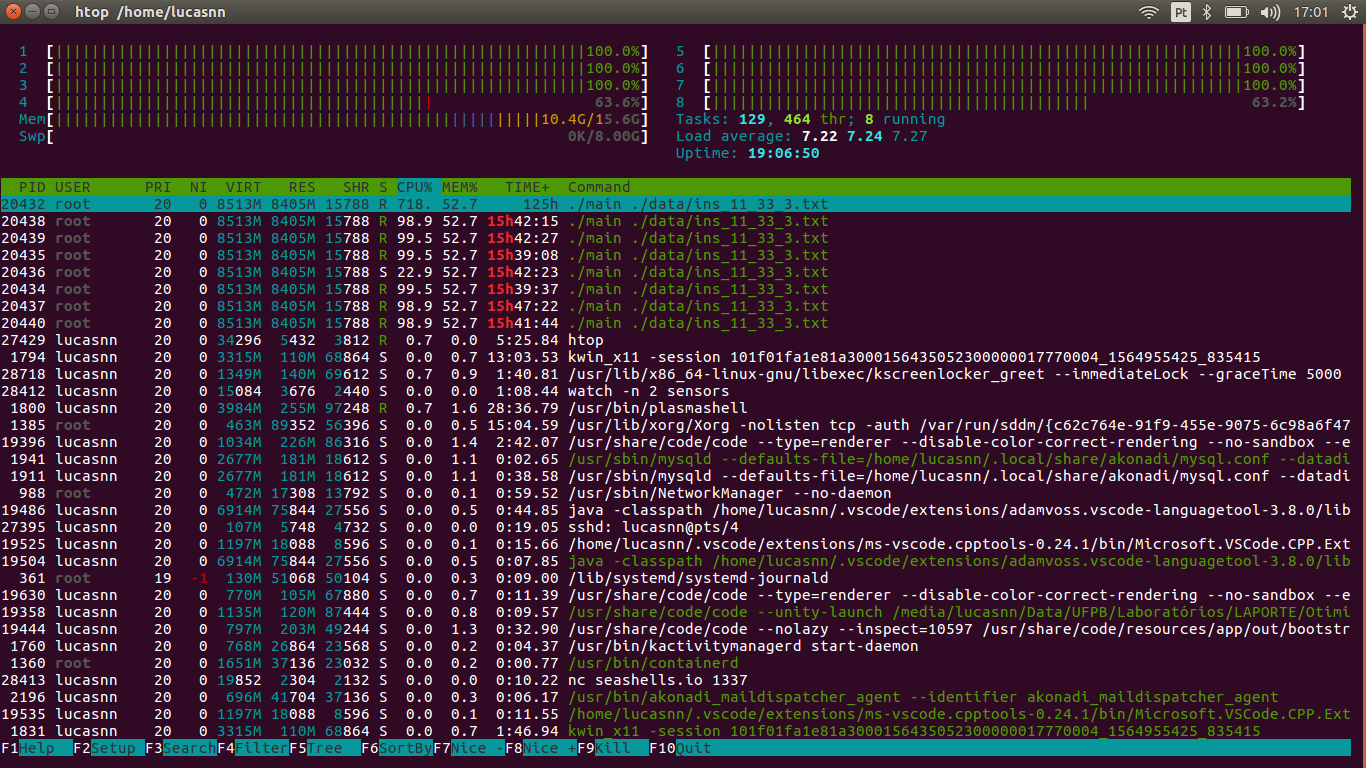 htop /home/lucasnn Pt 17:01
1 [100.0%] 5 [100.0%]
2 [100.0%] 6 [100.0%]
3 [100.0%] 7 [100.0%]
4 [63.6%] 8 [63.2%]
Mem[10.4G/15.6G] Tasks: 129, 464 thr; 8 running
Swp[0K/8.00G] Load average: 7.22 7.24 7.27
Uptime: 19:06:50
PID USER PRI NI VIRT RES SHR S CPU% MEM% TIME+ Command
20432 root 20 0 8513M 8405M 15788 R 718. 52.7 125h ./main ./data/ins_11_33_3.txt
20438 root 20 0 8513M 8405M 15788 R 98.9 52.7 15h42:15 ./main ./data/ins_11_33_3.txt
20439 root 20 0 8513M 8405M 15788 R 99.5 52.7 15h42:27 ./main ./data/ins_11_33_3.txt
20435 root 20 0 8513M 8405M 15788 R 99.5 52.7 15h39:08 ./main ./data/ins_11_33_3.txt
20436 root 20 0 8513M 8405M 15788 S 22.9 52.7 15h42:23 ./main ./data/ins_11_33_3.txt
20434 root 20 0 8513M 8405M 15788 R 99.5 52.7 15h39:37 ./main ./data/ins_11_33_3.txt
20437 root 20 0 8513M 8405M 15788 R 98.9 52.7 15h47:22 ./main ./data/ins_11_33_3.txt
20440 root 20 0 8513M 8405M 15788 R 98.9 52.7 15h41:44 ./main ./data/ins_11_33_3.txt
27429 lucasnn 20 0 34296 5432 3812 R 0.7 0.0 5:25.84 htop
1794 lucasnn 20 0 3315M 110M 68864 S 0.0 0.7 13:03.53 kwin_x11 -session 101f01fa1e81a3000156435052300000017770004_1564955425_835415
28718 lucasnn 20 0 1349M 140M 69612 S 0.7 0.9 1:40.81 /usr/lib/x86_64-linux-gnu/libexec/kscreenlocker_greet --immediateLock --graceTime 5000
28412 lucasnn 20 0 15084 3676 2440 S 0.0 0.0 1:08.44 watch -n 2 sensors
1800 lucasnn 20 0 3984M 255M 97248 R 0.7 1.6 28:36.79 /usr/bin/plasmashell
1385 root 20 0 463M 89352 56396 S 0.0 0.5 15:04.59 /usr/lib/xorg/Xorg -nolisten tcp -auth /var/run/sddm/{c62c764e-91f9-455e-9075-6c98a6f47
19396 lucasnn 20 0 1034M 226M 86316 S 0.0 1.4 2:42.07 /usr/share/code/code --type=renderer --disable-color-correct-rendering --no-sandbox --e
1941 lucasnn 20 0 2677M 181M 18612 S 0.0 1.1 0:02.65 /usr/sbin/mysqld --defaults-file=/home/lucasnn/.local/share/akonadi/mysql.conf --datadi
1911 lucasnn 20 0 2677M 181M 18612 S 0.0 1.1 0:38.58 /usr/sbin/mysqld --defaults-file=/home/lucasnn/.local/share/akonadi/mysql.conf --datadi
988 root 20 0 472M 17308 13792 S 0.0 0.1 0:59.52 /usr/sbin/NetworkManager --no-daemon
19486 lucasnn 20 0 6914M 75844 27556 S 0.0 0.5 0:44.85 java -classpath /home/lucasnn/.vscode/extensions/adamvoss.vscode-languagetool-3.8.0/lib
27395 lucasnn 20 0 107M 5748 4732 S 0.0 0.0 0:19.05 sshd: lucasnn@pts/4
19525 lucasnn 20 0 1197M 18088 8596 S 0.0 0.1 0:15.66 /home/lucasnn/.vscode/extensions/ms-vscode.cpptools-0.24.1/bin/Microsoft.VSCode.CPP.Ext
19504 lucasnn 20 0 6914M 75844 27556 S 0.0 0.5 0:07.85 java -classpath /home/lucasnn/.vscode/extensions/adamvoss.vscode-languagetool-3.8.0/lib
361 root 19 -1 130M 51068 50104 S 0.0 0.3 0:09.00 /lib/systemd/systemd-journald
19630 lucasnn 20 0 770M 105M 67880 S 0.0 0.7 0:11.39 /usr/share/code/code --type=renderer --disable-color-correct-rendering --no-sandbox --e
19358 lucasnn 20 0 1135M 120M 87444 S 0.0 0.8 0:09.57 /usr/share/code/code --unity-launch /media/lucasnn/Data/UFPB/Laboratórios/LAPORTE/Otimi
19444 lucasnn 20 0 797M 203M 49244 S 0.0 1.3 0:32.90 /usr/share/code/code --nolazy --inspect=10597 /usr/share/code/resources/app/out/bootstr
1760 lucasnn 20 0 768M 26864 23568 S 0.0 0.2 0:04.37 /usr/bin/kactivitymanagerd start-daemon
1360 root 20 0 1651M 37136 23032 S 0.0 0.2 0:00.77 /usr/bin/containerd
28413 lucasnn 20 0 19852 2304 2132 S 0.0 0.0 0:10.22 nc seashells.io 1337
2196 lucasnn 20 0 696M 41704 37136 S 0.0 0.3 0:06.17 /usr/bin/akonadi_maildispatcher_agent --identifier akonadi_maildispatcher_agent
19535 lucasnn 20 0 1197M 18088 8596 S 0.0 0.1 0:11.55 /home/lucasnn/.vscode/extensions/ms-vscode.cpptools-0.24.1/bin/Microsoft.VSCode.CPP.Ext
1831 lucasnn 20 0 3315M 110M 68864 S 0.0 0.7 1:46.94 kwin_x11 -session 101f01fa1e81a3000156435052300000017770004_1564955425_835415
F1Help F2Setup F3SearchF4FilterF5Tree F6SortByF7Nice -F8Nice +F9Kill F10Quit